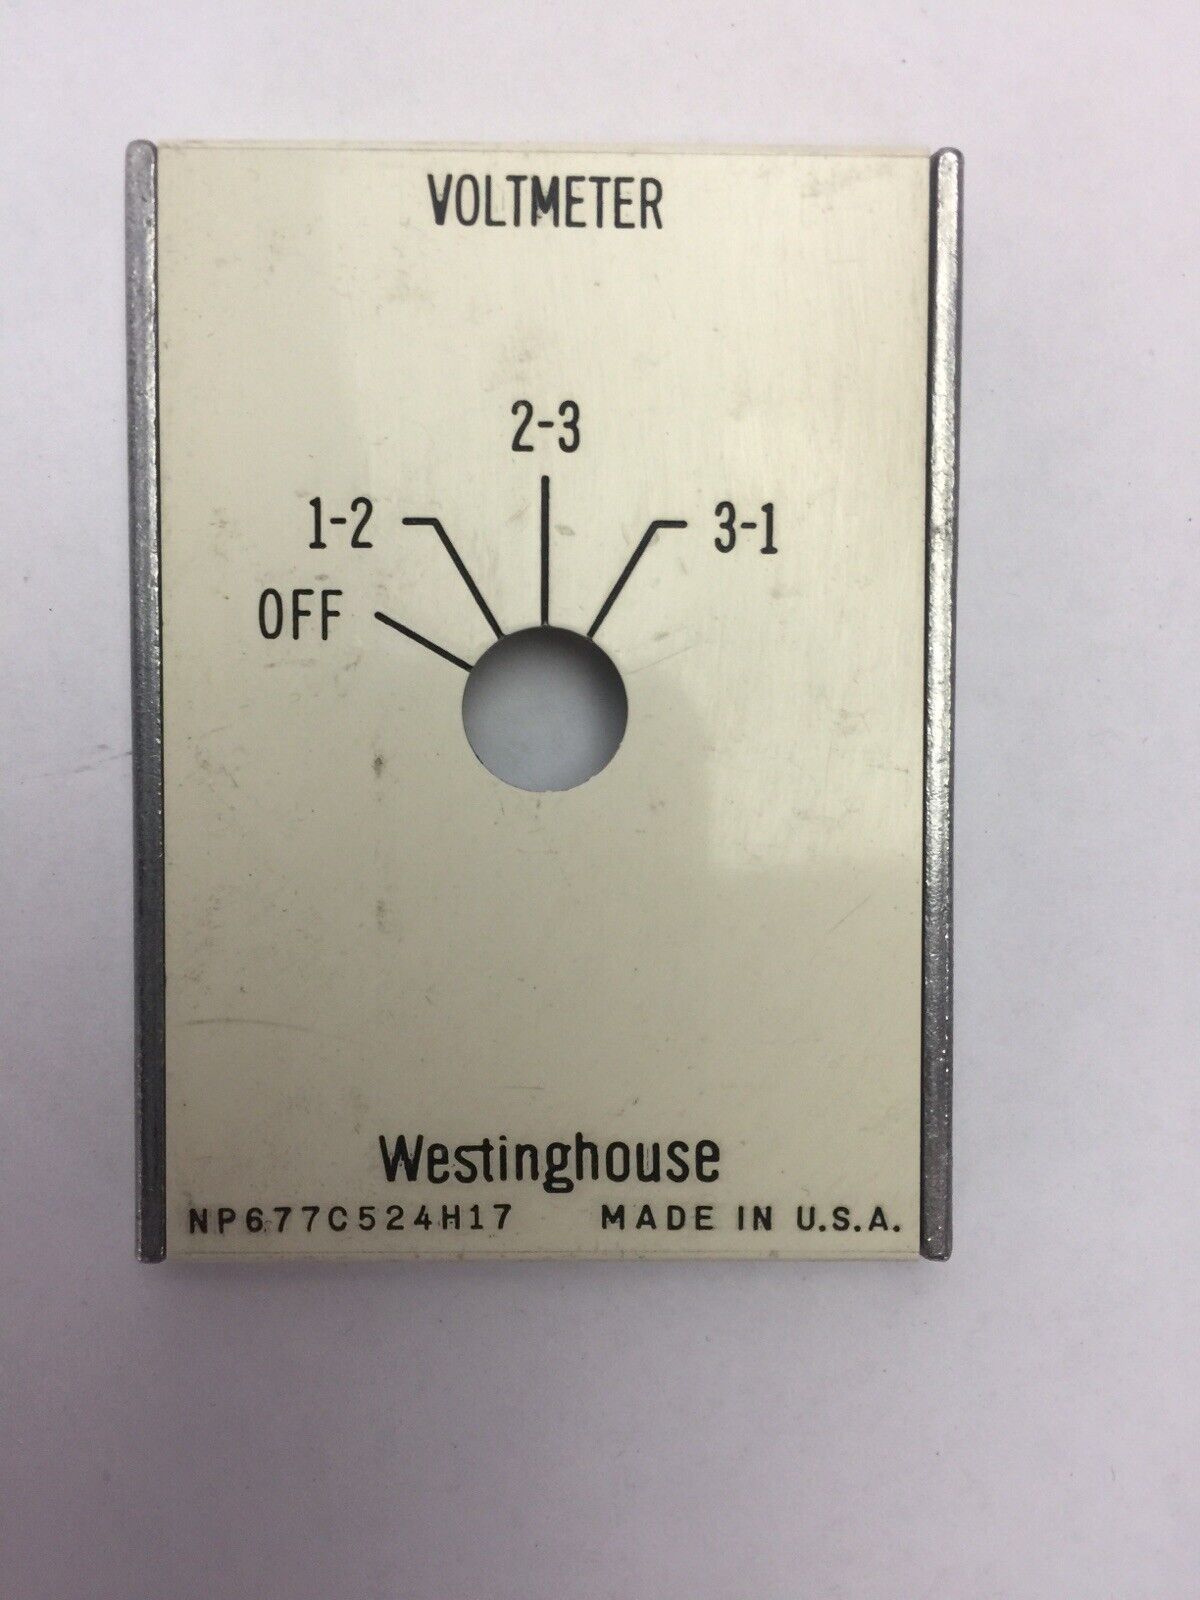 VOLTMETER
2-3
1-2
3-1
OFF
Westinghouse
NP677C524H17 MADE IN U.S.A.